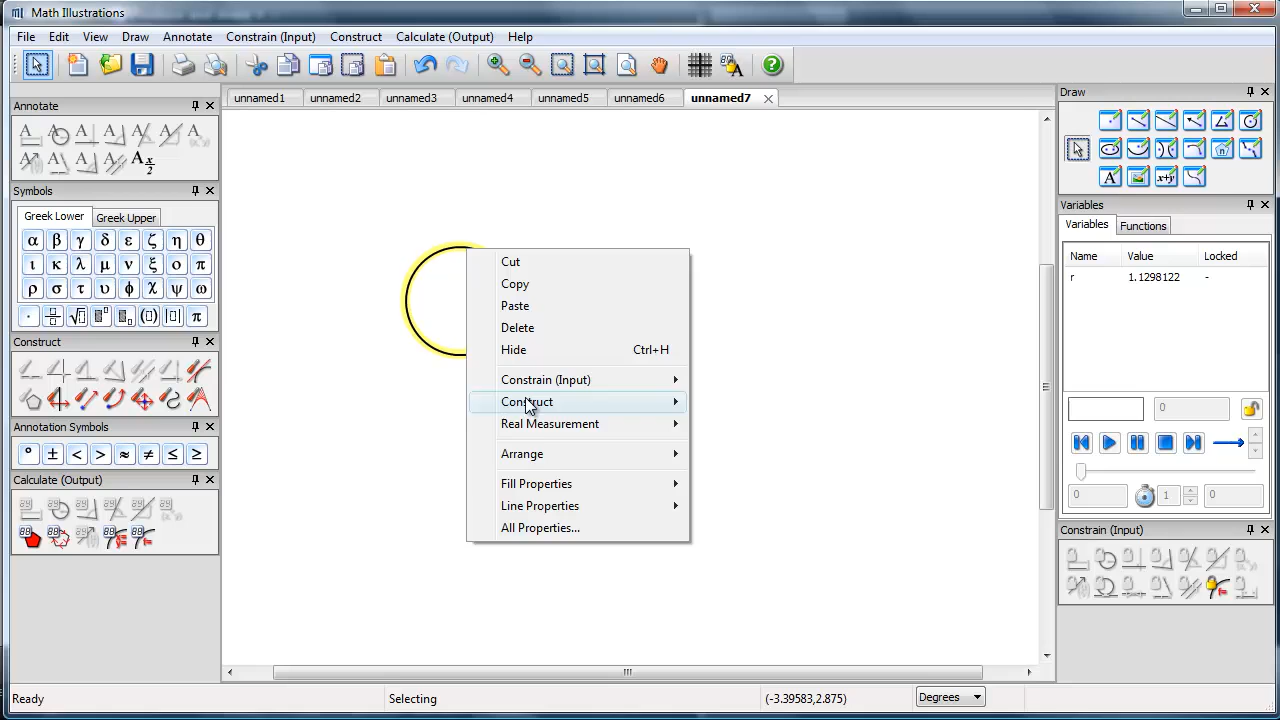 Math Illustrations
File Edit View Draw Annotate Constrain (Input) Construct Calculate (Output) Help
unnamed1 unnamed2 unnamed3 unnamed4 unnamed5 unnamed6 unnamed7
Annotate
Symbols
Greek Lower Greek Upper
α β γ δ ε ζ η θ
ι κ λ μ ν ξ ο π
ρ σ τ υ φ χ ψ ω
π
Construct
Annotation Symbols
° ± < > ≈ ≠ ≤ ≥
Calculate (Output)
Cut
Copy
Paste
Delete
Hide Ctrl+H
Constrain (Input)
Construct
Real Measurement
Arrange
Fill Properties
Line Properties
All Properties...
Draw
Variables
Variables Functions
Name Value Locked
r 1.1298122 -
0
0 1 0
Constrain (Input)
Ready Selecting (-3.39583,2.875) Degrees